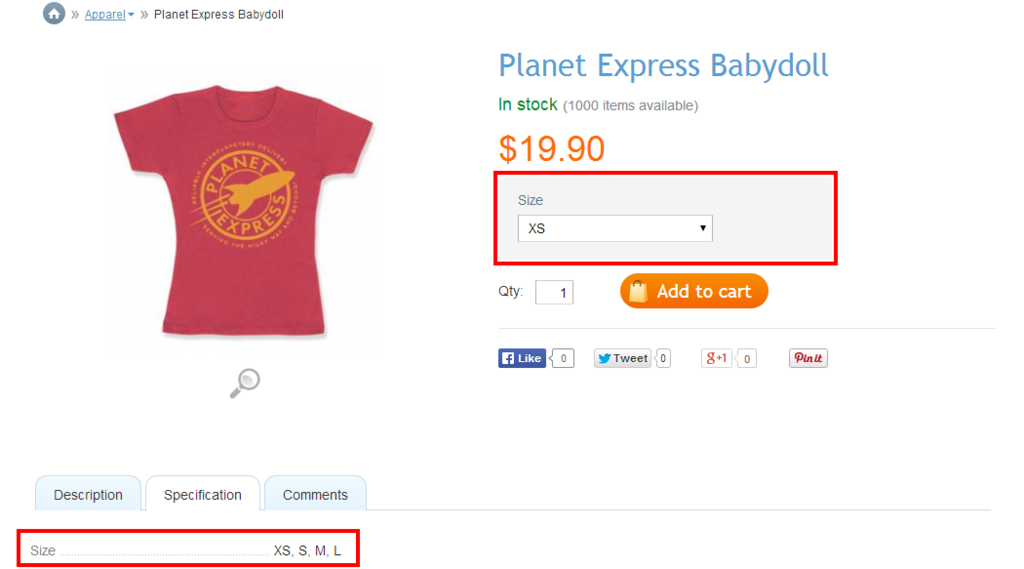 » Apparel » Planet Express Babydoll
Planet Express Babydoll
In stock (1000 items available)
$19.90
RELIABLE INTERPLANETARY DELIVERY
PLANET
EXPRESS
SERVING THE MILKY WAY AND BEYOND!
Size
XS
Qty: 1 Add to cart
f Like 0 Tweet 0 g+1 0 Pin it
Description Specification Comments
Size XS, S, M, L